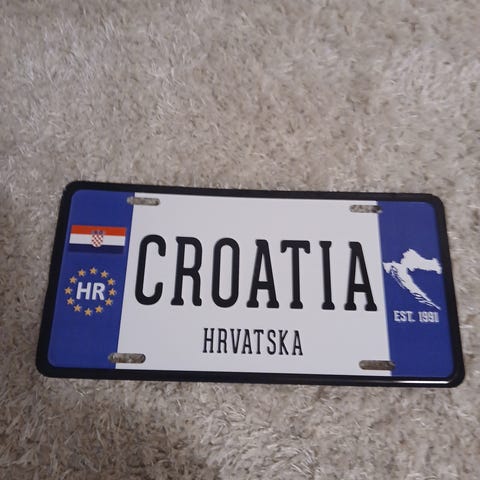 HR
CROATIA
HRVATSKA
EST. 1991